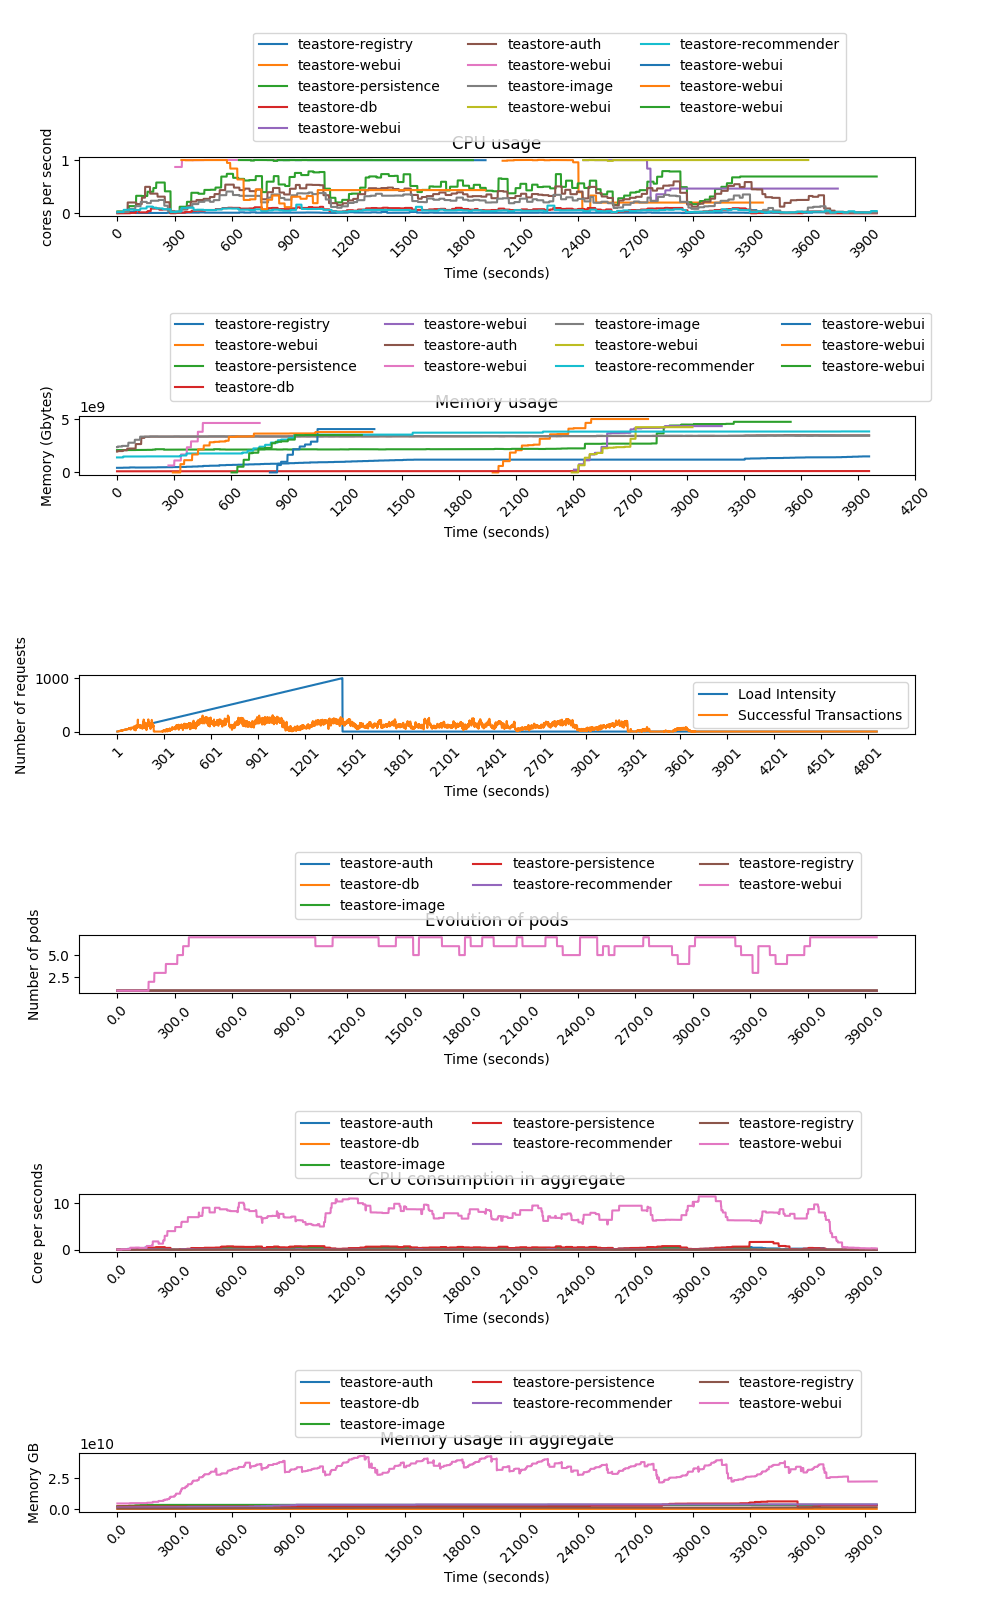 teastore-registry teastore-auth teastore-recommender
teastore-webui teastore-webui teastore-webui
teastore-persistence teastore-image teastore-webui
teastore-db teastore-webui teastore-webui
teastore-webui
CPU usage
cores per second
1
0
0 300 600 900 1200 1500 1800 2100 2400 2700 3000 3300 3600 3900
Time (seconds)
teastore-registry teastore-webui teastore-image teastore-webui
teastore-webui teastore-auth teastore-webui teastore-webui
teastore-persistence teastore-webui teastore-recommender teastore-webui
teastore-db
Memory usage
1e9
Memory (Gbytes)
5
0
0 300 600 900 1200 1500 1800 2100 2400 2700 3000 3300 3600 3900 4200
Time (seconds)
Number of requests
1000
0
Load Intensity
Successful Transactions
1 301 601 901 1201 1501 1801 2101 2401 2701 3001 3301 3601 3901 4201 4501 4801
Time (seconds)
teastore-auth teastore-persistence teastore-registry
teastore-db teastore-recommender teastore-webui
teastore-image
Evolution of pods
Number of pods
5.0
2.5
0.0 300.0 600.0 900.0 1200.0 1500.0 1800.0 2100.0 2400.0 2700.0 3000.0 3300.0 3600.0 3900.0
Time (seconds)
teastore-auth teastore-persistence teastore-registry
teastore-db teastore-recommender teastore-webui
teastore-image
CPU consumption in aggregate
Core per seconds
10
0
0.0 300.0 600.0 900.0 1200.0 1500.0 1800.0 2100.0 2400.0 2700.0 3000.0 3300.0 3600.0 3900.0
Time (seconds)
teastore-auth teastore-persistence teastore-registry
teastore-db teastore-recommender teastore-webui
teastore-image
Memory usage in aggregate
1e10
Memory GB
2.5
0.0
0.0 300.0 600.0 900.0 1200.0 1500.0 1800.0 2100.0 2400.0 2700.0 3000.0 3300.0 3600.0 3900.0
Time (seconds)